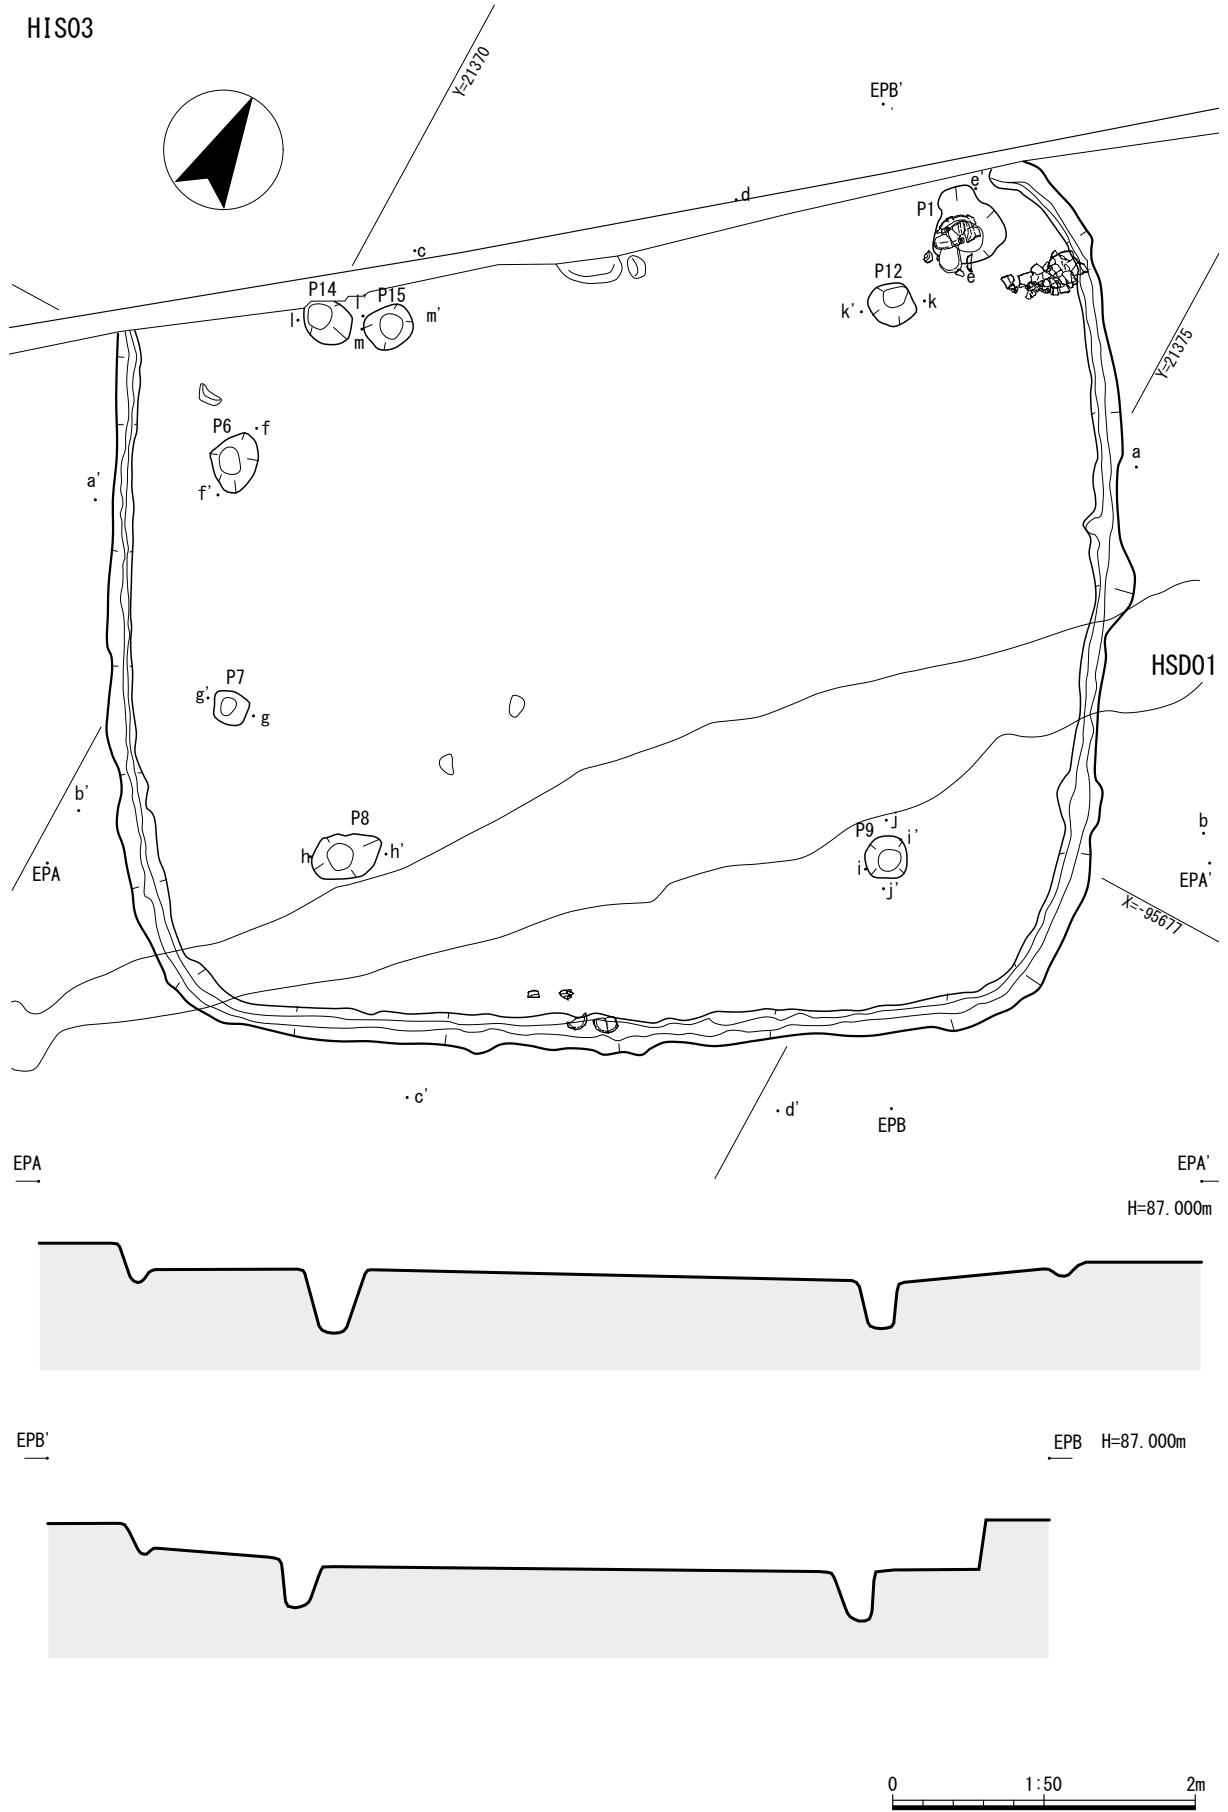 HIS03
Y=21370
EPB'
d
e'
P1
c
e
P14
l'
P15
P12
l
m'
k'
k
m
Y=21375
P6
f
a
a'
f'
HSD01
P7
g'
g
b'
P8
j
b
P9
i'
h
h'
i
EPA
j'
EPA'
X=-95677
c'
d'
EPB
EPA
EPA'
H=87.000m
EPB'
EPB H=87.000m
0 1:50 2m